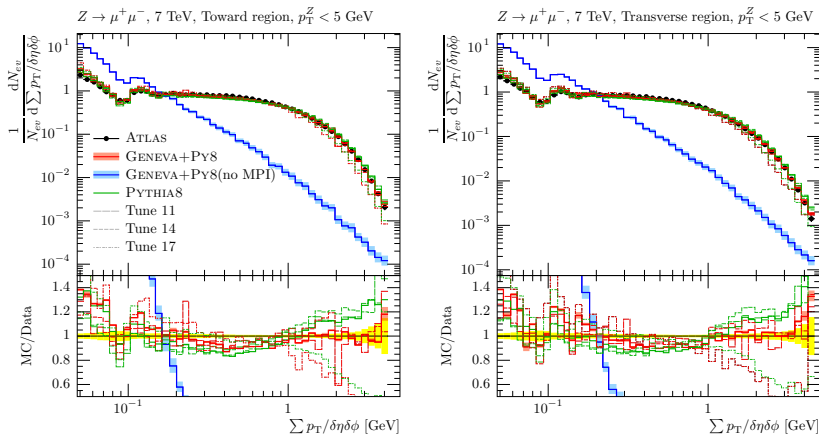 Z → μ⁺μ⁻, 7 TeV, Toward region, p_T^Z < 5 GeV
1/N_ev dN_ev/d∑p_T/δηδϕ
10¹
1
10⁻¹
10⁻²
10⁻³
10⁻⁴
ATLAS
GENEVA+PY8
GENEVA+PY8(no MPI)
PYTHIA8
Tune 11
Tune 14
Tune 17
MC/Data
1.4
1.2
1
0.8
0.6
10⁻¹
1
∑ p_T/δηδϕ [GeV]
Z → μ⁺μ⁻, 7 TeV, Transverse region, p_T^Z < 5 GeV
1/N_ev dN_ev/d∑p_T/δηδϕ
10¹
1
10⁻¹
10⁻²
10⁻³
10⁻⁴
MC/Data
1.4
1.2
1
0.8
0.6
10⁻¹
1
∑ p_T/δηδϕ [GeV]